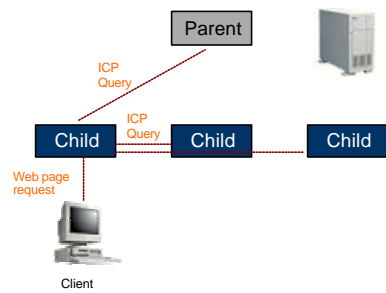 Parent
ICP
Query
ICP
Query
Child
Child
Child
Web page
request
Client